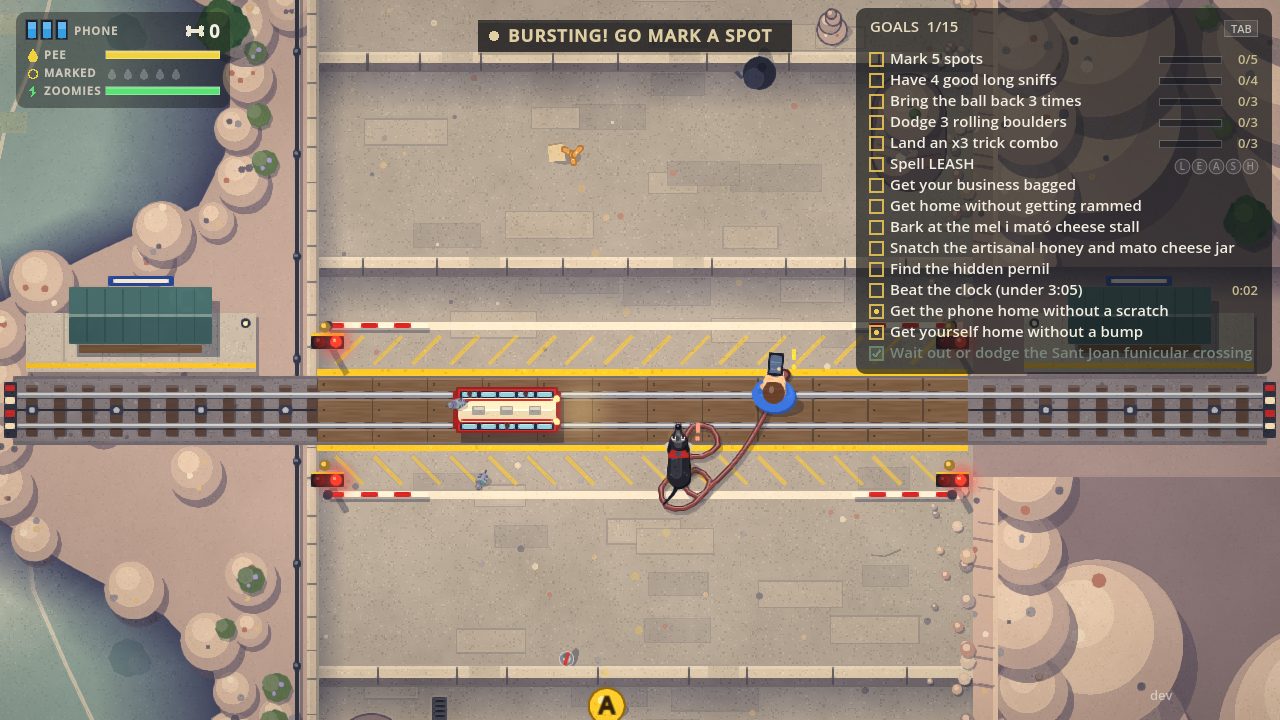 PHONE 0
PEE
MARKED
ZOOMIES
BURSTING! GO MARK A SPOT
GOALS 1/15 TAB
Mark 5 spots 0/5
Have 4 good long sniffs 0/4
Bring the ball back 3 times 0/3
Dodge 3 rolling boulders 0/3
Land an x3 trick combo 0/3
Spell LEASH L E A S H
Get your business bagged
Get home without getting rammed
Bark at the mel i mató cheese stall
Snatch the artisanal honey and mato cheese jar
Find the hidden pernil
Beat the clock (under 3:05) 0:02
Get the phone home without a scratch
Get yourself home without a bump
Wait out or dodge the Sant Joan funicular crossing
A
dev